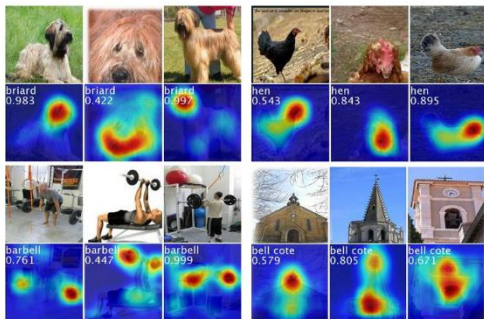 briard
0.983
briard
0.422
briard
0.997
hen
0.543
hen
0.843
hen
0.895
barbell
0.761
barbell
0.447
barbell
0.999
bell cote
0.579
bell cote
0.805
bell cote
0.671